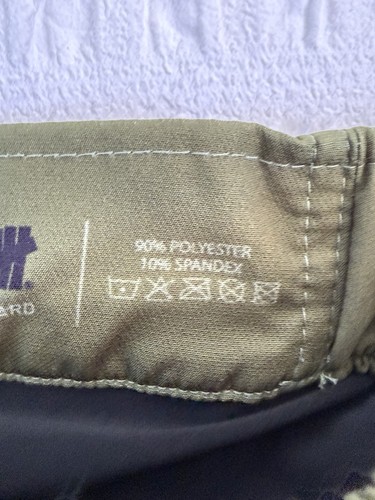 90% POLYESTER
10% SPANDEX
ARD